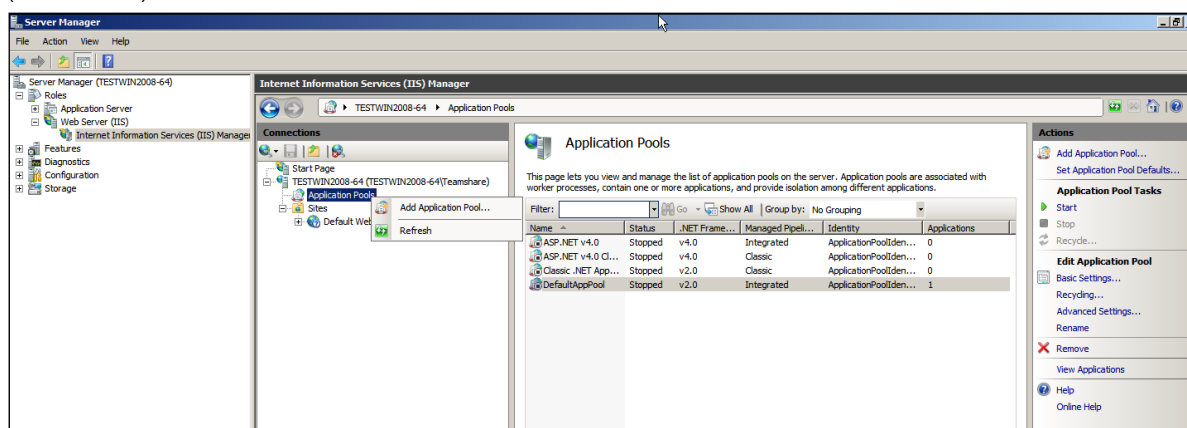 Server Manager
File Action View Help
Server Manager (TESTWIN2008-64)
Roles
Application Server
Web Server (IIS)
Internet Information Services (IIS) Manage
Features
Diagnostics
Configuration
Storage
Internet Information Services (IIS) Manager
TESTWIN2008-64 Application Pools
Connections
Start Page
TESTWIN2008-64 (TESTWIN2008-64\Teamshare)
Application Pools
Sites
Default Web
Add Application Pool...
Refresh
Application Pools
This page lets you view and manage the list of application pools on the server. Application pools are associated with
worker processes, contain one or more applications, and provide isolation among different applications.
Filter: Go Show All Group by: No Grouping
Name Status .NET Frame... Managed Pipeli... Identity Applications
ASP.NET v4.0 Stopped v4.0 Integrated ApplicationPoolIden... 0
ASP.NET v4.0 Cl... Stopped v4.0 Classic ApplicationPoolIden... 0
Classic .NET App... Stopped v2.0 Classic ApplicationPoolIden... 0
DefaultAppPool Stopped v2.0 Integrated ApplicationPoolIden... 1
Actions
Add Application Pool...
Set Application Pool Defaults...
Application Pool Tasks
Start
Stop
Recycle...
Edit Application Pool
Basic Settings...
Recycling...
Advanced Settings...
Rename
Remove
View Applications
Help
Online Help